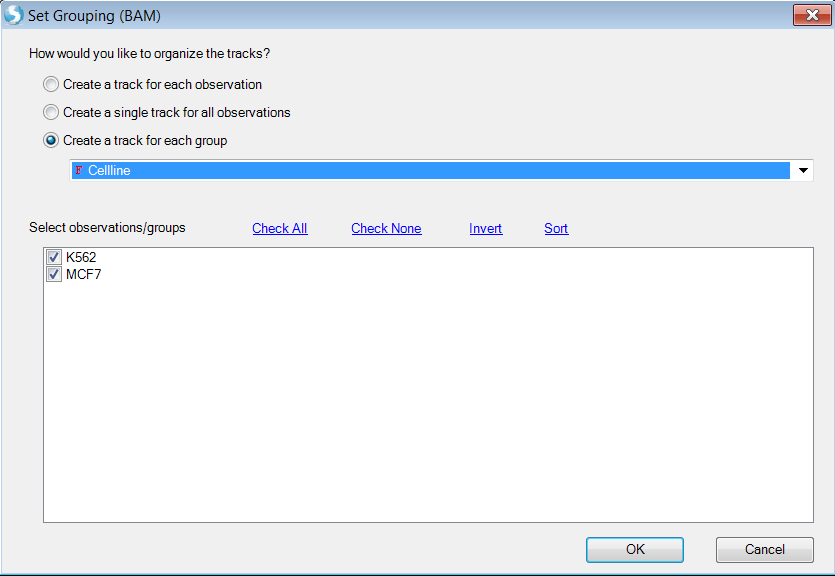 Set Grouping (BAM)
How would you like to organize the tracks?
Create a track for each observation
Create a single track for all observations
Create a track for each group
F Cellline
Select observations/groups Check All Check None Invert Sort
K562
MCF7
OK Cancel